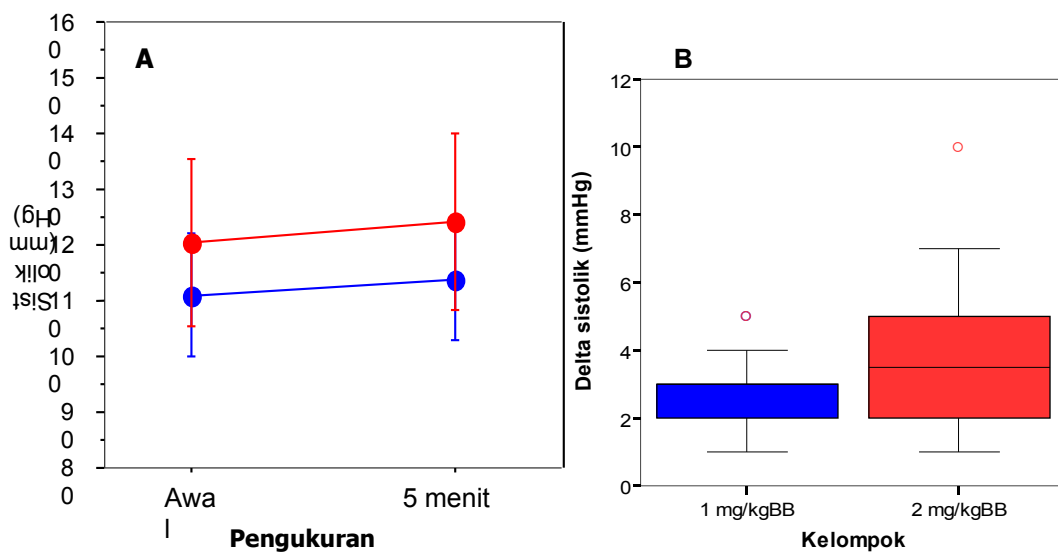 A
16
0
15
0
14
0
13
0
12
0
11
0
10
0
9
0
8
0
Sist
olik
(mm
Hg)
Awa
l
5 menit
Pengukuran
B
12
10
8
6
4
2
0
Delta sistolik (mmHg)
1 mg/kgBB
2 mg/kgBB
Kelompok